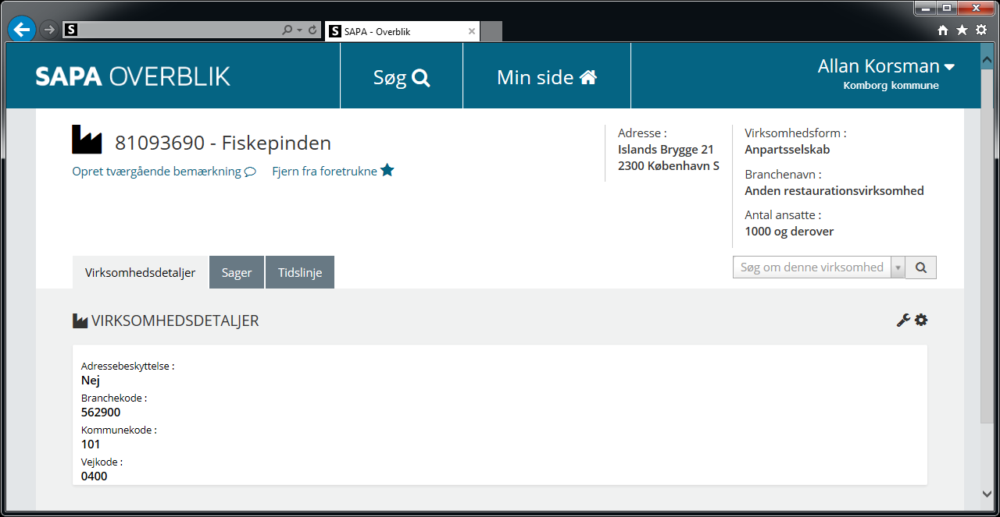 S
S SAPA - Overblik
SAPA OVERBLIK
Søg
Min side
Allan Korsman
Komborg kommune
81093690 - Fiskepinden
Opret tværgående bemærkning
Fjern fra foretrukne
Adresse :
Islands Brygge 21
2300 København S
Virksomhedsform :
Anpartsselskab
Branchenavn :
Anden restaurationsvirksomhed
Antal ansatte :
1000 og derover
Virksomhedsdetaljer
Sager
Tidslinje
Søg om denne virksomhed
VIRKSOMHEDSDETALJER
Adressebeskyttelse :
Nej
Branchekode :
562900
Kommunekode :
101
Vejkode :
0400